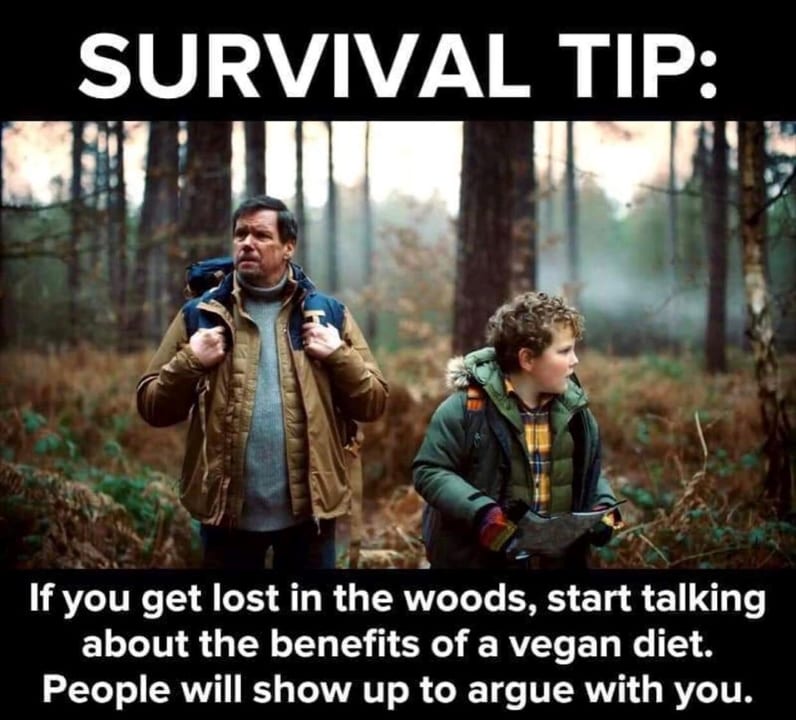 SURVIVAL TIP:
If you get lost in the woods, start talking
about the benefits of a vegan diet.
People will show up to argue with you.